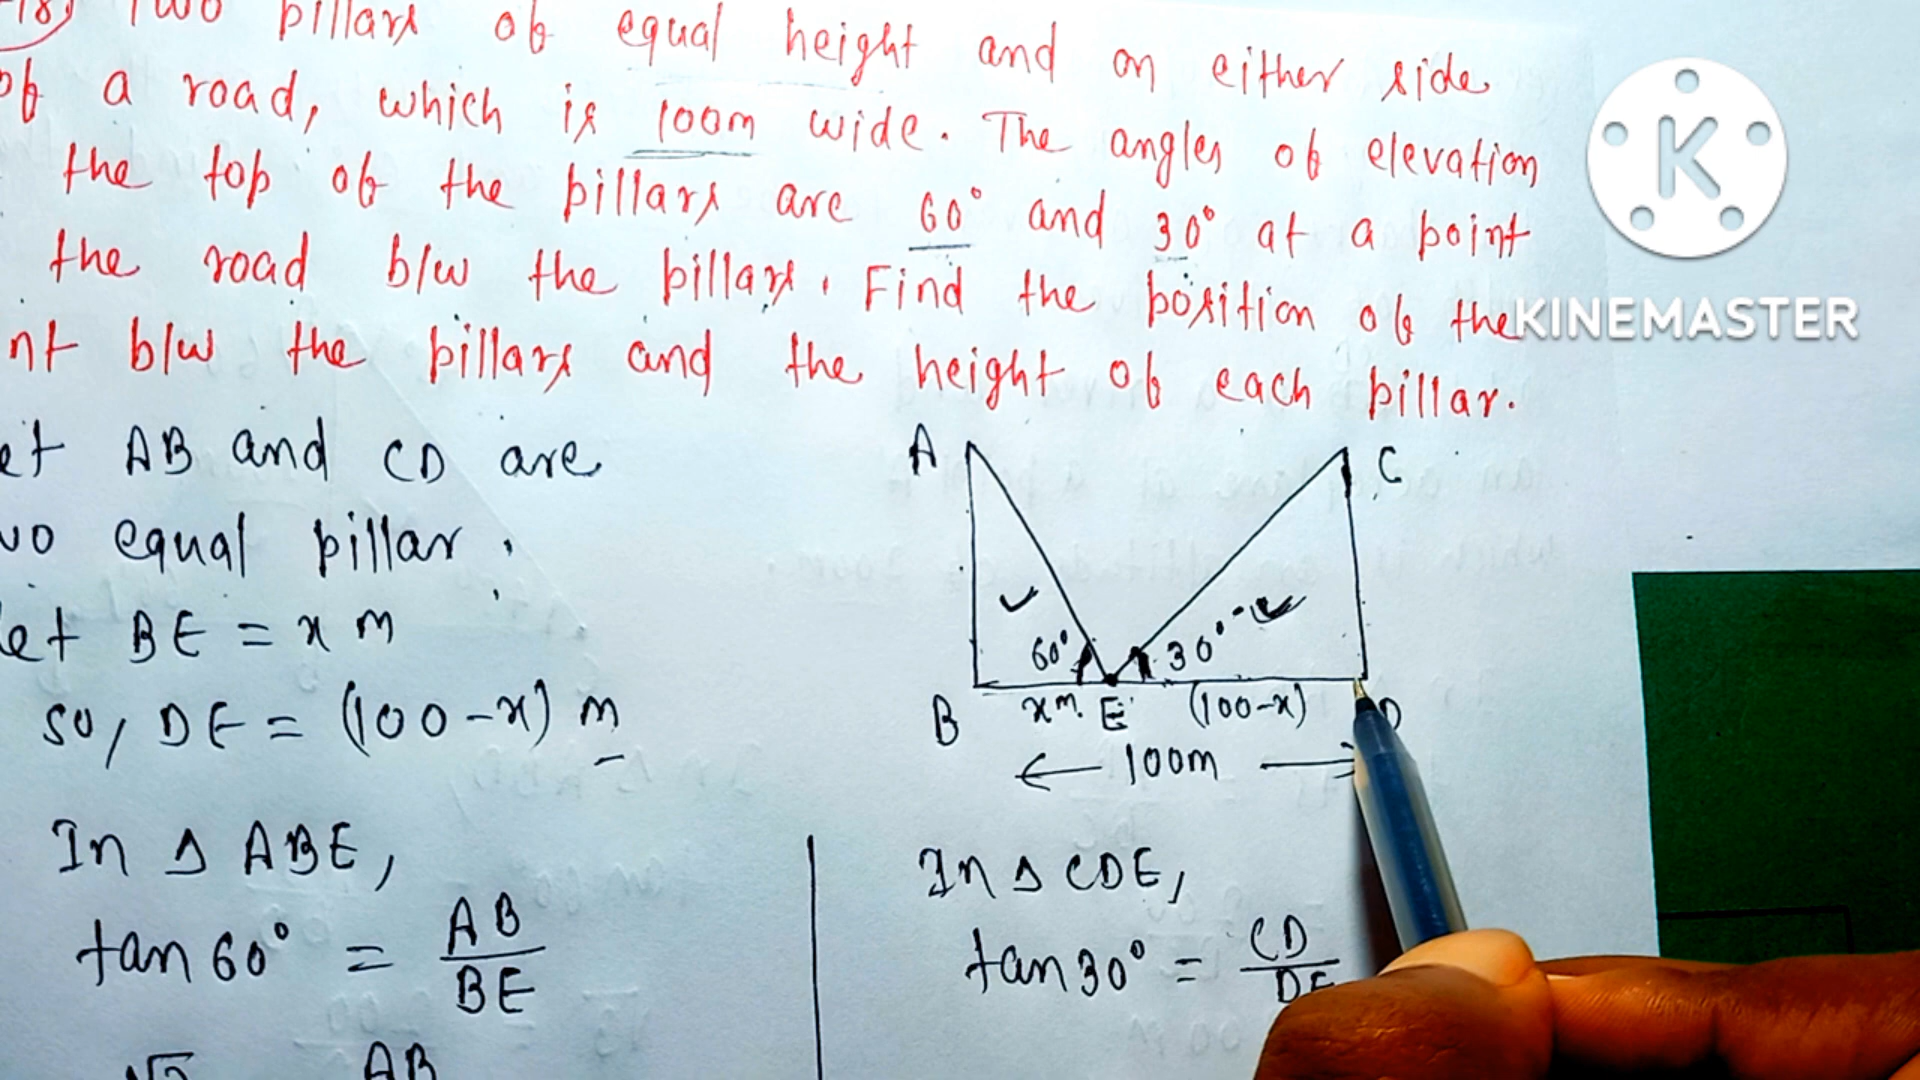 18) Two pillars of equal height and on either side
of a road, which is 100m wide. The angles of elevation
the top of the pillars are 60° and 30° at a point
the road b/w the pillars. Find the position of the
nt b/w the pillars and the height of each pillar.
KINEMASTER
et AB and CD are
wo equal pillar.
let BE = x m
so, DE = (100-x) m
A
C
60°
30°
B
x m.
E
(100-x)
D
100m
In Δ ABE,
tan 60° = AB/BE
AB
In Δ CDE,
tan 30° = CD/DE